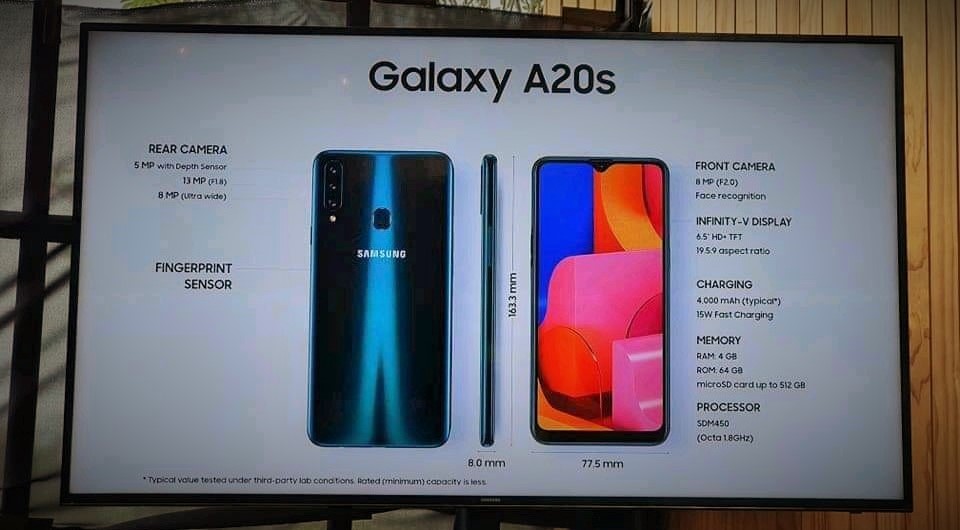 Galaxy A20s
REAR CAMERA
5 MP with Depth Sensor
13 MP (F1.8)
8 MP (Ultra wide)
FINGERPRINT
SENSOR
SAMSUNG
163.3 mm
8.0 mm
77.5 mm
FRONT CAMERA
8 MP (F2.0)
Face recognition
INFINITY-V DISPLAY
6.5" HD+ TFT
19.5:9 aspect ratio
CHARGING
4,000 mAh (typical*)
15W Fast Charging
MEMORY
RAM: 4 GB
ROM: 64 GB
microSD card up to 512 GB
PROCESSOR
SDM450
(Octa 1.8GHz)
* Typical value tested under third-party lab conditions. Rated (minimum) capacity is less.
SAMSUNG